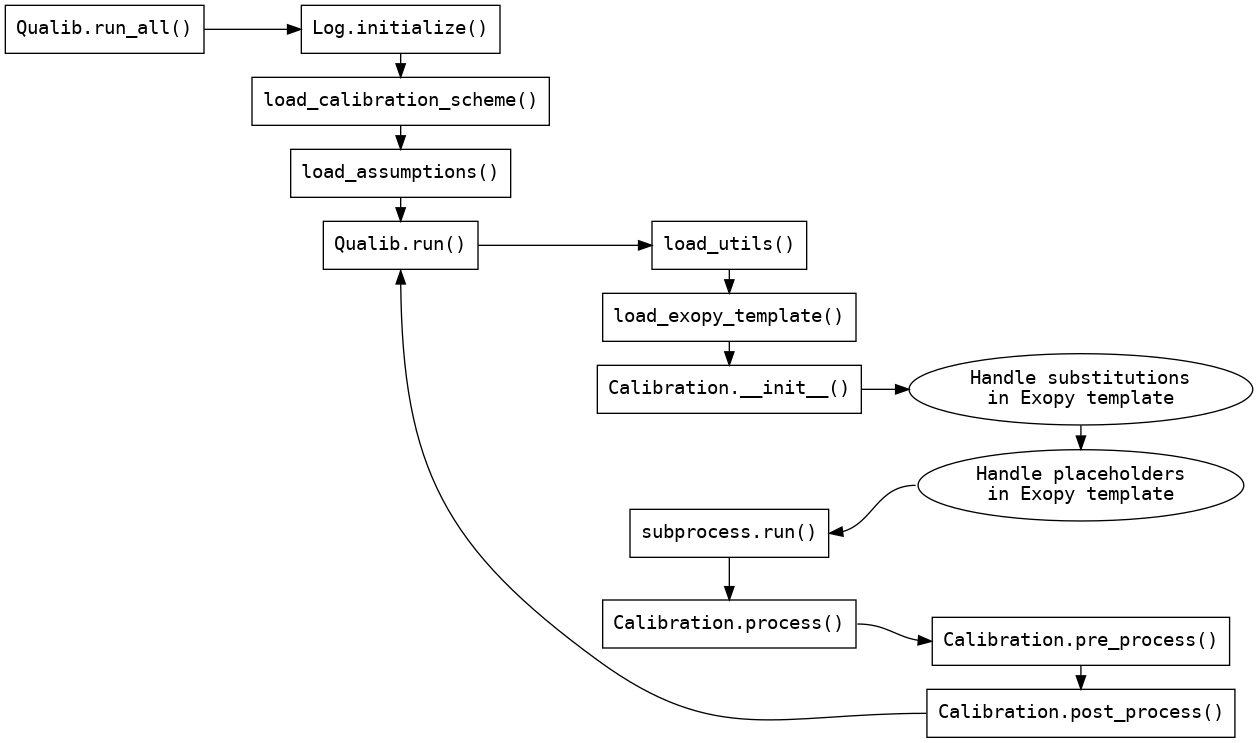 Qualib.run_all()
Log.initialize()
load_calibration_scheme()
load_assumptions()
Qualib.run()
load_utils()
load_exopy_template()
Calibration.__init__()
Handle substitutions
in Exopy template
Handle placeholders
in Exopy template
subprocess.run()
Calibration.process()
Calibration.pre_process()
Calibration.post_process()